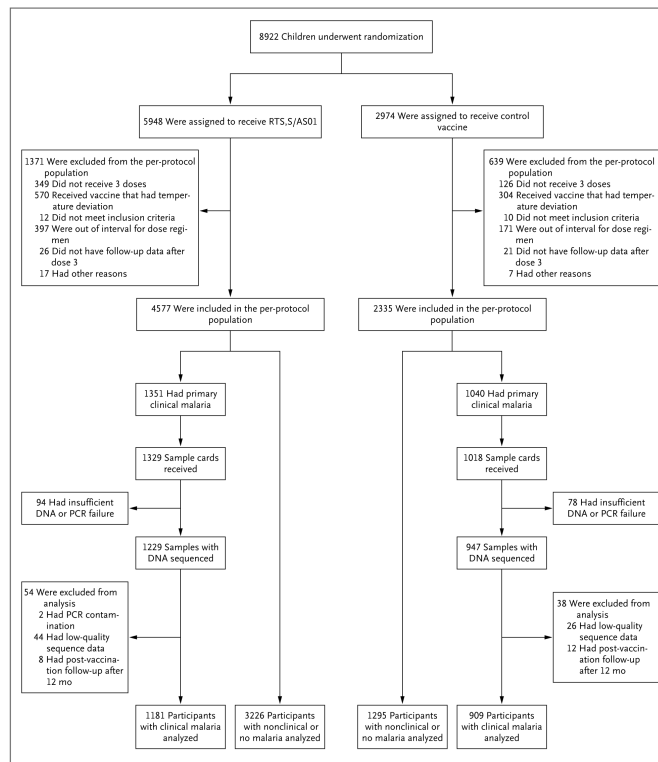 8922 Children underwent randomization
5948 Were assigned to receive RTS,S/AS01
2974 Were assigned to receive control
vaccine
1371 Were excluded from the per-protocol
population
349 Did not receive 3 doses
570 Received vaccine that had temper-
ature deviation
12 Did not meet inclusion criteria
397 Were out of interval for dose regi-
men
26 Did not have follow-up data after
dose 3
17 Had other reasons
639 Were excluded from the per-protocol
population
126 Did not receive 3 doses
304 Received vaccine that had temper-
ature deviation
10 Did not meet inclusion criteria
171 Were out of interval for dose regi-
men
21 Did not have follow-up data after
dose 3
7 Had other reasons
4577 Were included in the per-protocol
population
2335 Were included in the per-protocol
population
1351 Had primary
clinical malaria
1040 Had primary
clinical malaria
1329 Sample cards
received
1018 Sample cards
received
94 Had insufficient
DNA or PCR failure
78 Had insufficient
DNA or PCR failure
1229 Samples with
DNA sequenced
947 Samples with
DNA sequenced
54 Were excluded from
analysis
2 Had PCR contam-
ination
44 Had low-quality
sequence data
8 Had post-vaccina-
tion follow-up after
12 mo
38 Were excluded from
analysis
26 Had low-quality
sequence data
12 Had post-vaccina-
tion follow-up
after 12 mo
1181 Participants
with clinical malaria
analyzed
3226 Participants
with nonclinical or
no malaria analyzed
1295 Participants
with nonclinical or
no malaria analyzed
909 Participants
with clinical malaria
analyzed